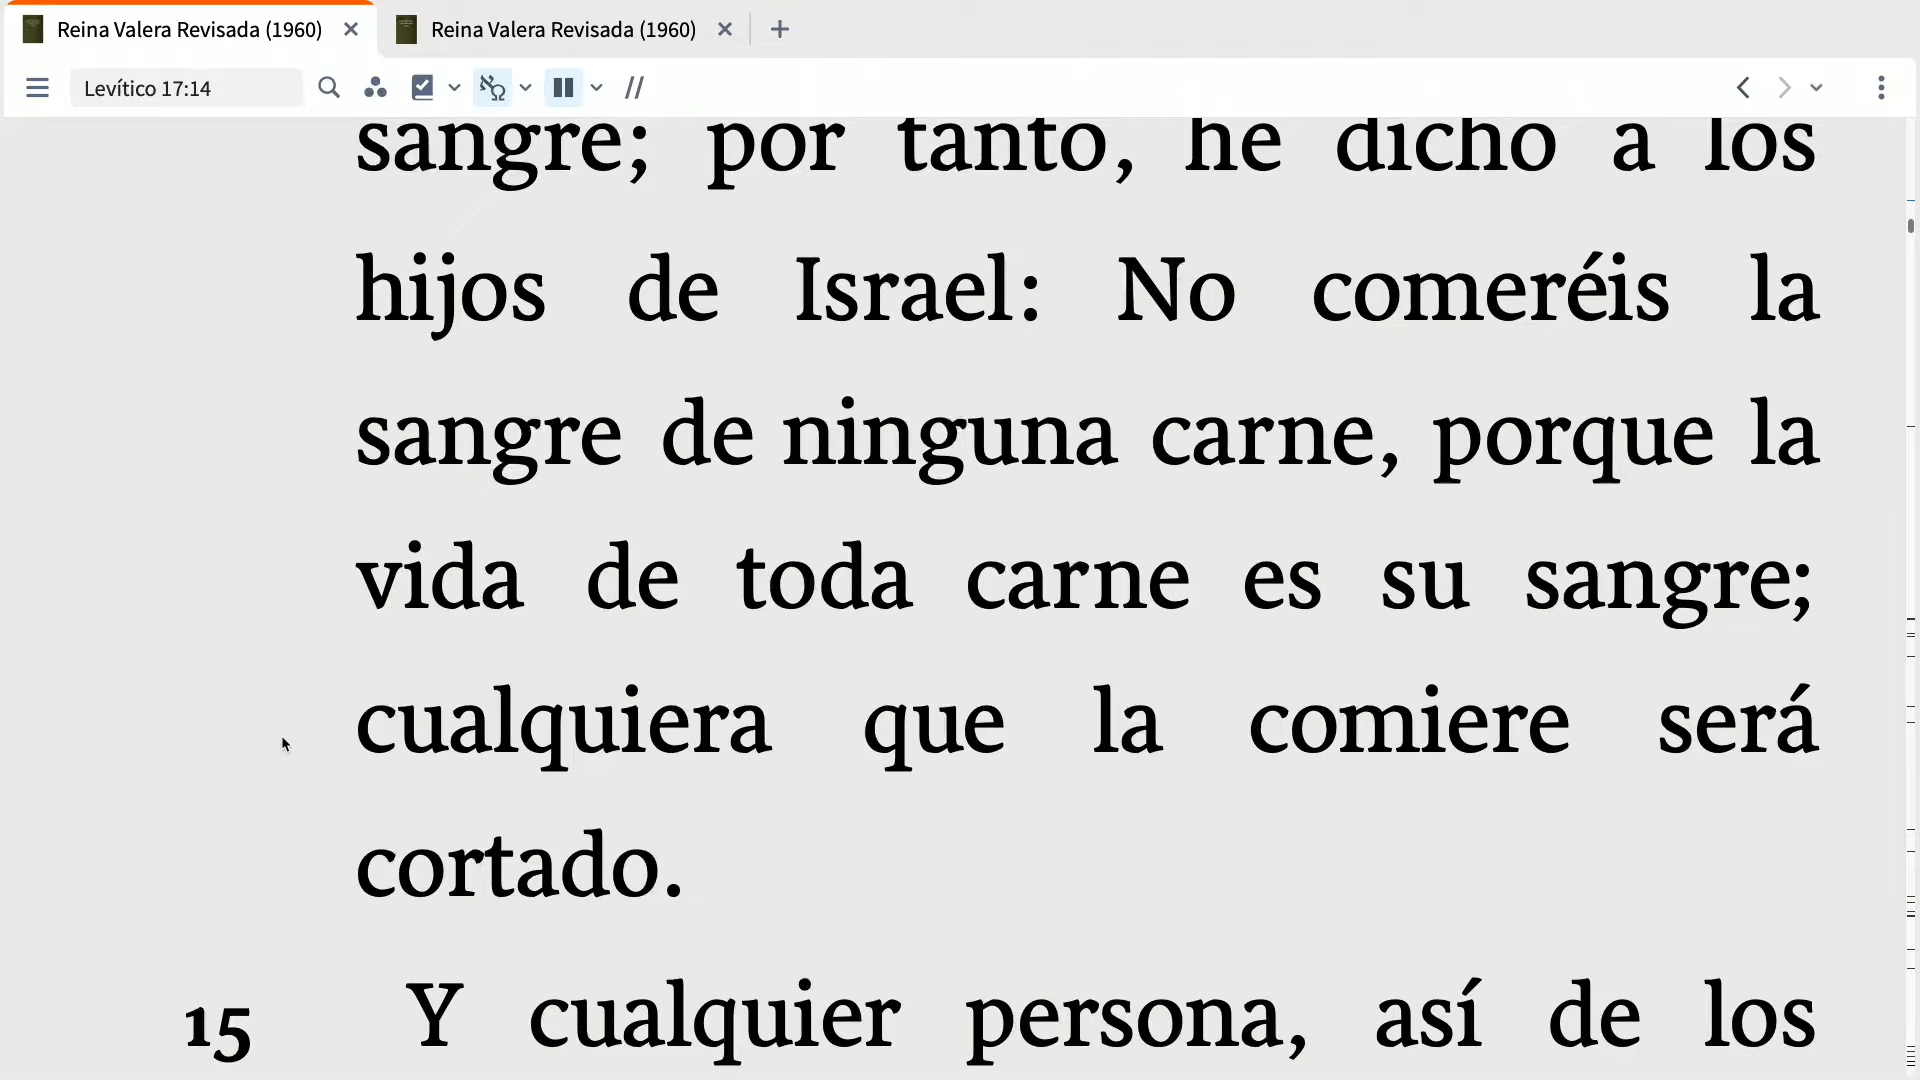 Reina Valera Revisada (1960)
Reina Valera Revisada (1960)
Levítico 17:14
sangre; por tanto, he dicho a los
hijos de Israel: No comeréis la
sangre de ninguna carne, porque la
vida de toda carne es su sangre;
cualquiera que la comiere será
cortado.
15 Y cualquier persona, así de los